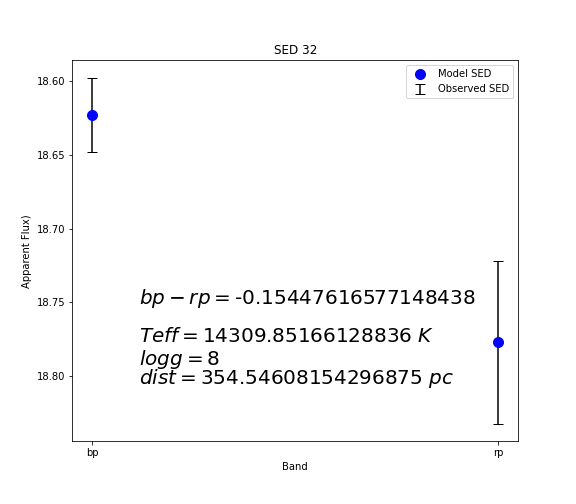 SED 32
Model SED
Observed SED
18.60
18.65
18.70
18.75
18.80
Apparent Flux)
bp − rp = -0.15447616577148438
Teff = 14309.85166128836 K
logg = 8
dist = 354.54608154296875 pc
bp
rp
Band